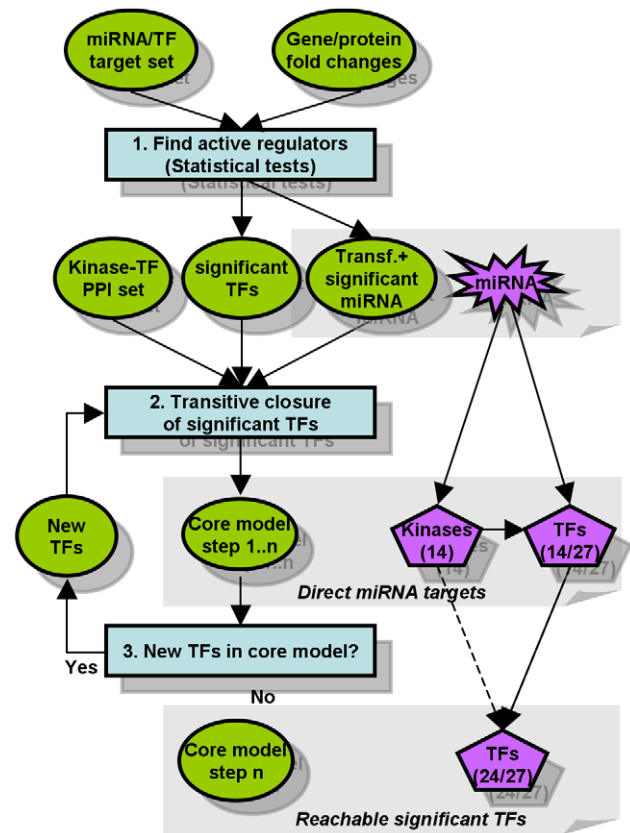 miRNA/TF
target set
Gene/protein
fold changes
1. Find active regulators
(Statistical tests)
Kinase-TF
PPI set
significant
TFs
Transf.+
significant
miRNA
miRNA
2. Transitive closure
of significant TFs
New
TFs
Core model
step 1..n
Kinases
(14)
TFs
(14/27)
Direct miRNA targets
3. New TFs in core model?
Yes
No
Core model
step n
TFs
(24/27)
Reachable significant TFs